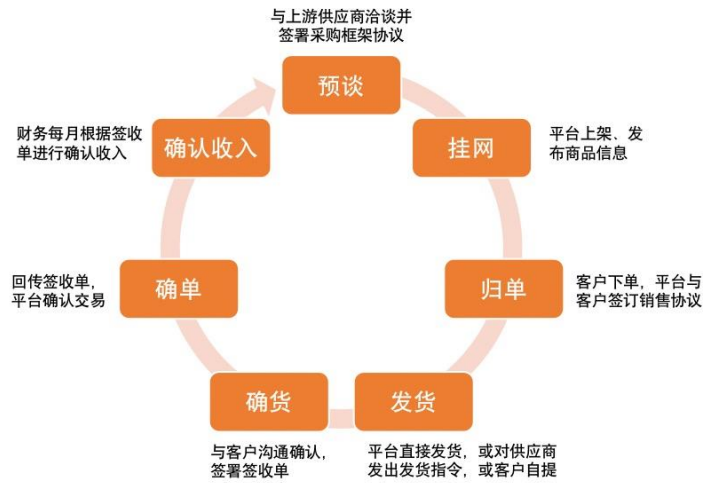 与上游供应商洽谈并
签署采购框架协议
预谈
挂网
平台上架、发
布商品信息
归单
客户下单，平台与
客户签订销售协议
发货
平台直接发货，或对供应商
发出发货指令，或客户自提
确货
与客户沟通确认，
签署签收单
确单
回传签收单，
平台确认交易
确认收入
财务每月根据签收
单进行确认收入